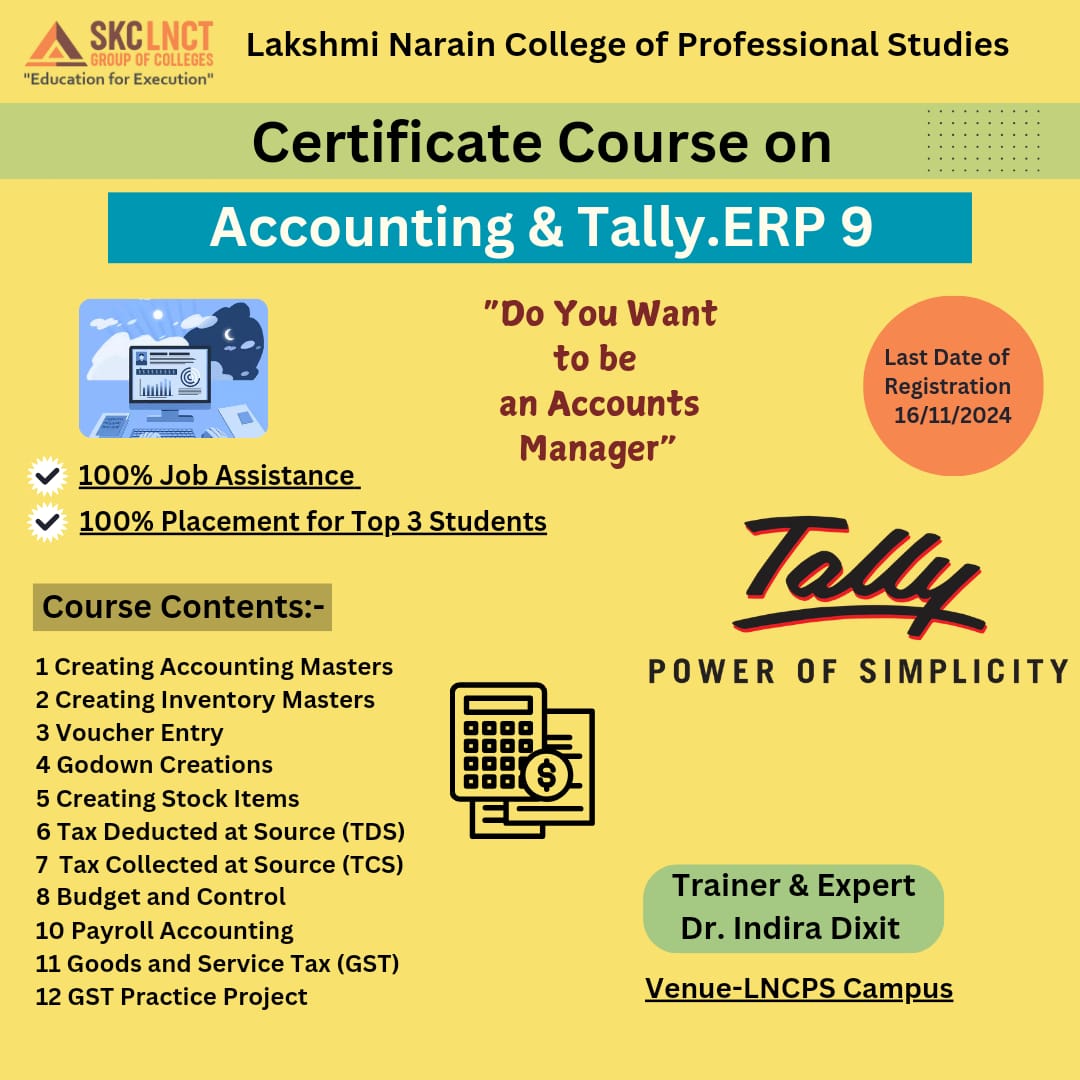 SKC LNCT
GROUP OF COLLEGES
"Education for Execution"
Lakshmi Narain College of Professional Studies
Certificate Course on
Accounting & Tally.ERP 9
"Do You Want
to be
an Accounts
Manager"
Last Date of
Registration
16/11/2024
100% Job Assistance
100% Placement for Top 3 Students
Tally
POWER OF SIMPLICITY
Course Contents:-
1 Creating Accounting Masters
2 Creating Inventory Masters
3 Voucher Entry
4 Godown Creations
5 Creating Stock Items
6 Tax Deducted at Source (TDS)
7 Tax Collected at Source (TCS)
8 Budget and Control
10 Payroll Accounting
11 Goods and Service Tax (GST)
12 GST Practice Project
$
Trainer & Expert
Dr. Indira Dixit
Venue-LNCPS Campus